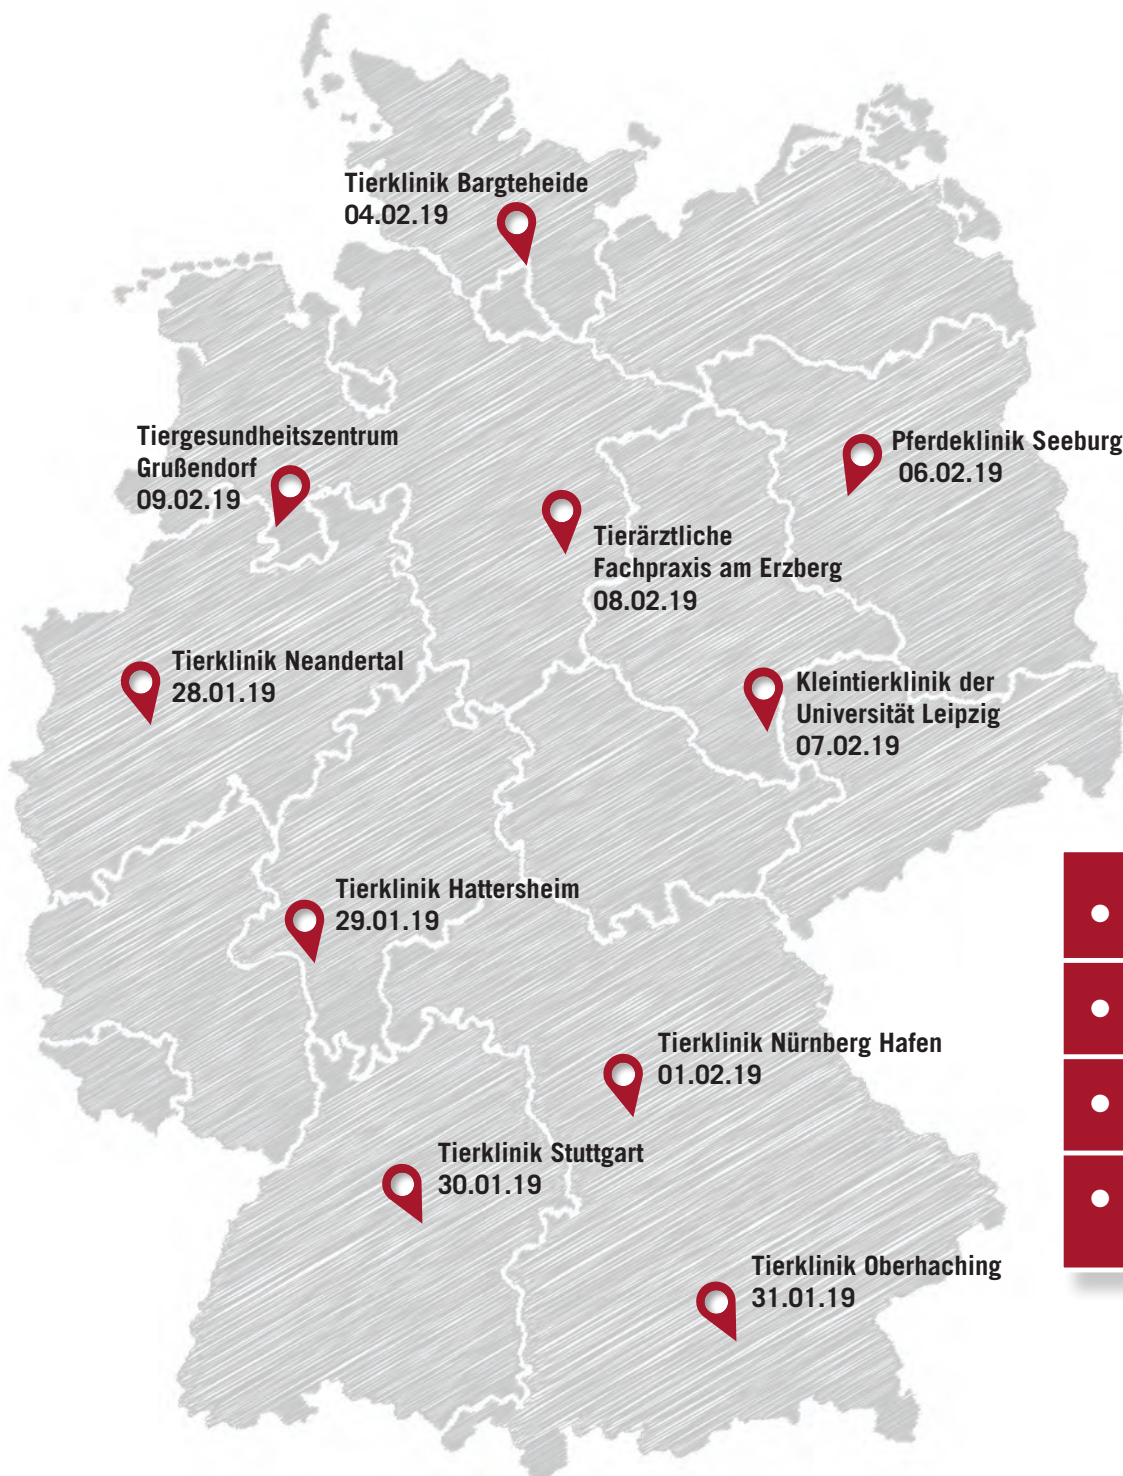 Tierklinik Bargteheide
04.02.19
Tiergesundheitszentrum
Grußendorf
09.02.19
Pferdeklinik Seeburg
06.02.19
Tierärztliche
Fachpraxis am Erzberg
08.02.19
Tierklinik Neandertal
28.01.19
Kleintierklinik der
Universität Leipzig
07.02.19
Tierklinik Hattersheim
29.01.19
Tierklinik Nürnberg Hafen
01.02.19
Tierklinik Stuttgart
30.01.19
Tierklinik Oberhaching
31.01.19